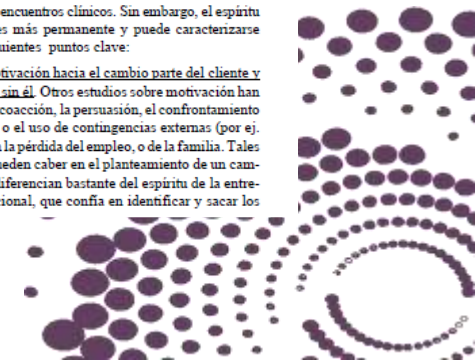 encuentros clínicos. Sin embargo, el espíritu
es más permanente y puede caracterizarse
uientes puntos clave:
tivación hacia el cambio parte del cliente y
sin él. Otros estudios sobre motivación han
coacción, la persuasión, el confrontamiento
o el uso de contingencias externas (por ej.
la pérdida del empleo, o de la familia. Tales
ueden caber en el planteamiento de un cam-
diferencian bastante del espíritu de la entre-
cional, que confía en identificar y sacar los